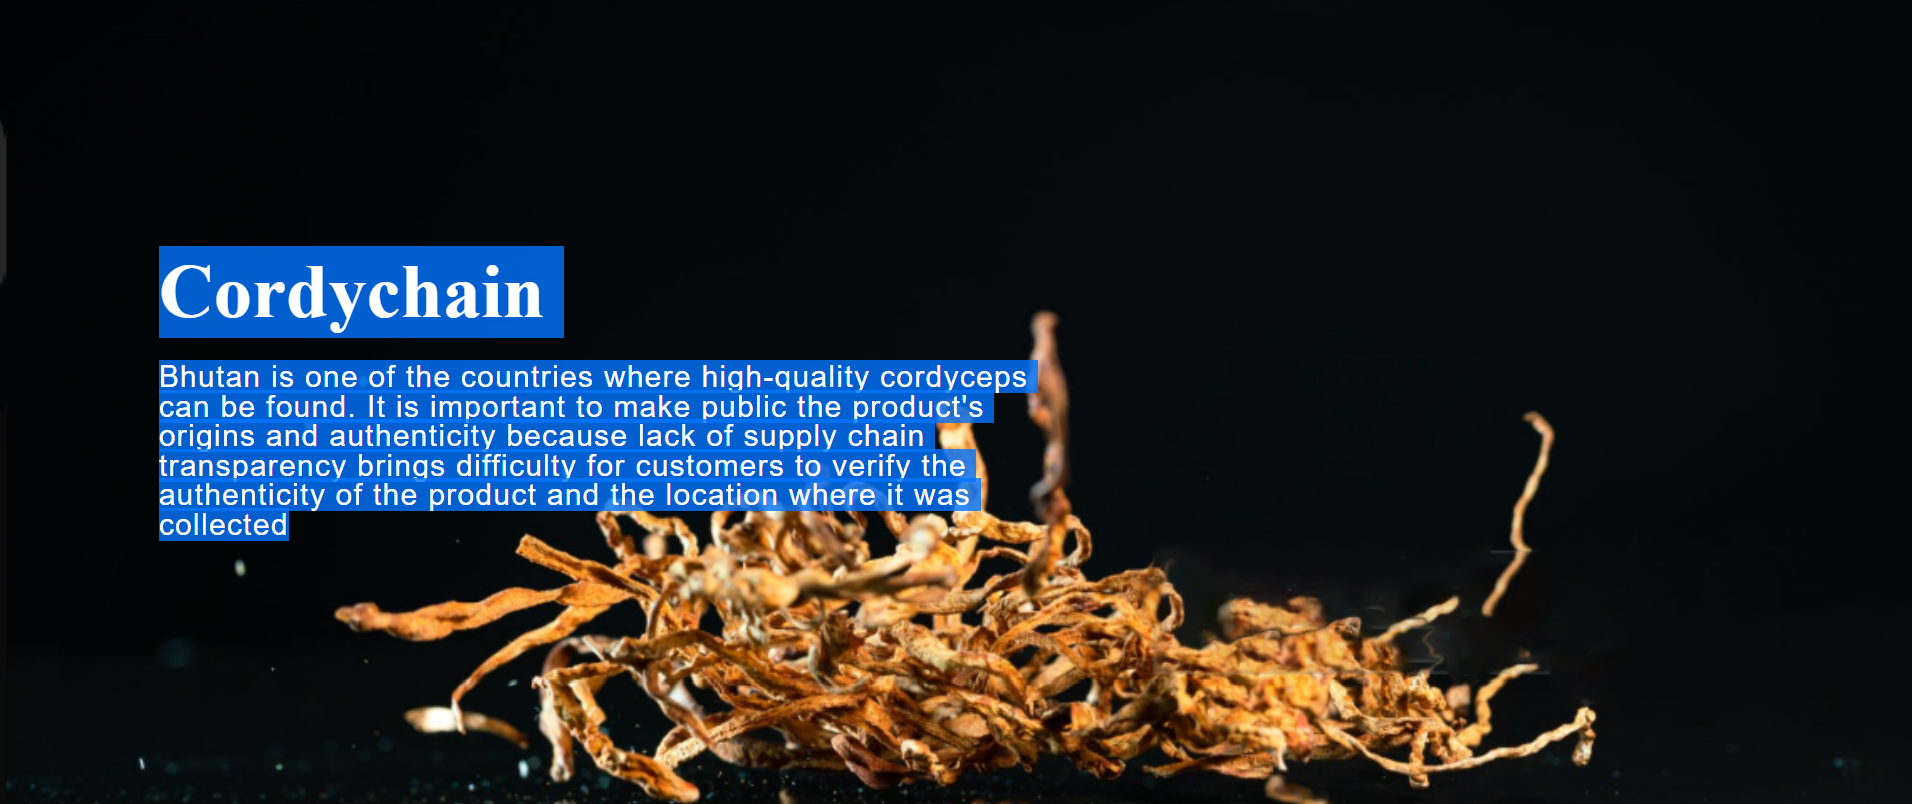 Cordychain
Bhutan is one of the countries where high-quality cordyceps
can be found. It is important to make public the product's
origins and authenticity because lack of supply chain
transparency brings difficulty for customers to verify the
authenticity of the product and the location where it was
collected